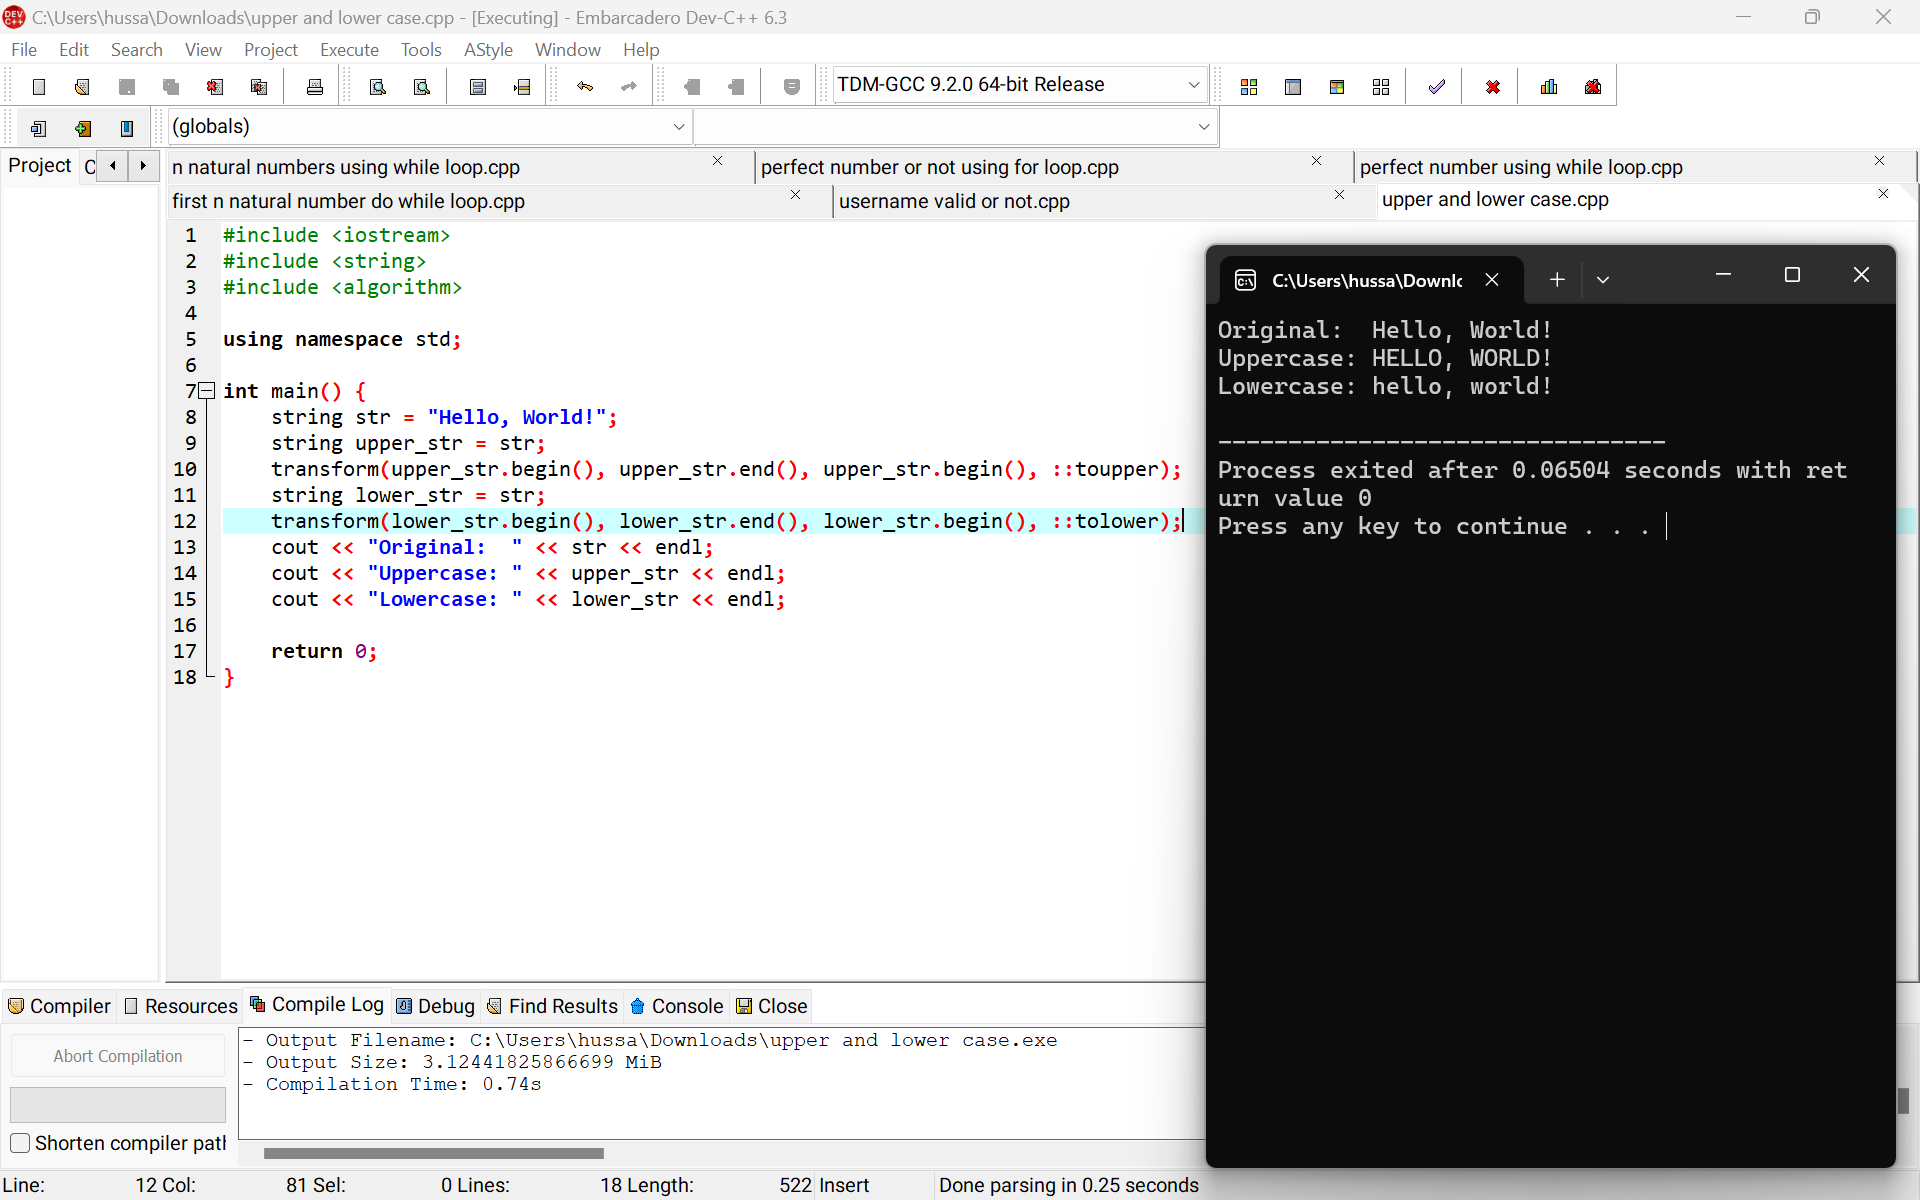 C:\Users\hussa\Downloads\upper and lower case.cpp - [Executing] - Embarcadero Dev-C++ 6.3
File Edit Search View Project Execute Tools AStyle Window Help
TDM-GCC 9.2.0 64-bit Release
(globals)
Project C
n natural numbers using while loop.cpp
perfect number or not using for loop.cpp
perfect number using while loop.cpp
first n natural number do while loop.cpp
username valid or not.cpp
upper and lower case.cpp
1 #include <iostream>
2 #include <string>
3 #include <algorithm>
4
5 using namespace std;
6
7 int main() {
8     string str = "Hello, World!";
9     string upper_str = str;
10     transform(upper_str.begin(), upper_str.end(), upper_str.begin(), ::toupper);
11     string lower_str = str;
12     transform(lower_str.begin(), lower_str.end(), lower_str.begin(), ::tolower);
13     cout << "Original:  " << str << endl;
14     cout << "Uppercase: " << upper_str << endl;
15     cout << "Lowercase: " << lower_str << endl;
16
17     return 0;
18 }
C:\Users\hussa\Downlo
Original:  Hello, World!
Uppercase: HELLO, WORLD!
Lowercase: hello, world!
--------------------------------
Process exited after 0.06504 seconds with ret
urn value 0
Press any key to continue . . .
Compiler Resources Compile Log Debug Find Results Console Close
Abort Compilation
Shorten compiler path
- Output Filename: C:\Users\hussa\Downloads\upper and lower case.exe
- Output Size: 3.12441825866699 MiB
- Compilation Time: 0.74s
Line: 12 Col: 81 Sel: 0 Lines: 18 Length: 522 Insert Done parsing in 0.25 seconds